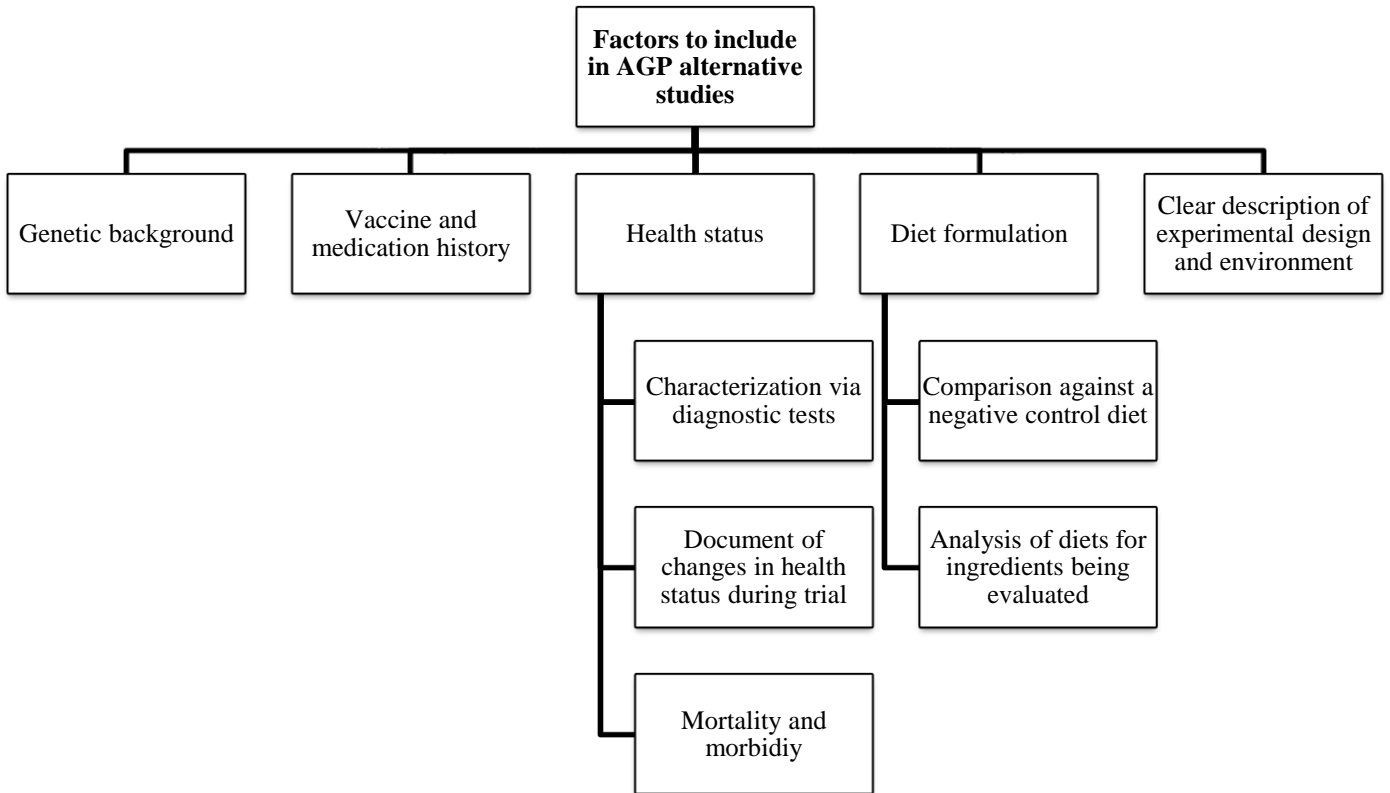 Factors to include
in AGP alternative
studies
Genetic background
Vaccine and
medication history
Health status
Diet formulation
Clear description of
experimental design
and environment
Characterization via
diagnostic tests
Comparison against a
negative control diet
Document of
changes in health
status during trial
Analysis of diets for
ingredients being
evaluated
Mortality and
morbidiy